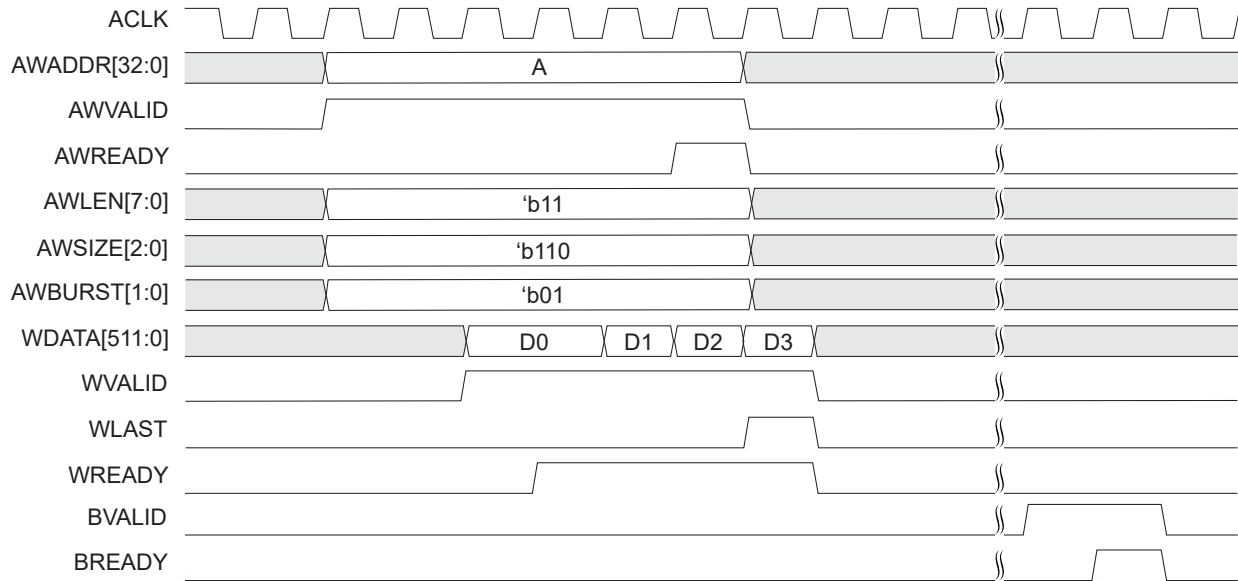 ACLK
AWADDR[32:0] A
AWVALID
AWREADY
AWLEN[7:0] ‘b11
AWSIZE[2:0] ‘b110
AWBURST[1:0] ‘b01
WDATA[511:0] D0 D1 D2 D3
WVALID
WLAST
WREADY
BVALID
BREADY